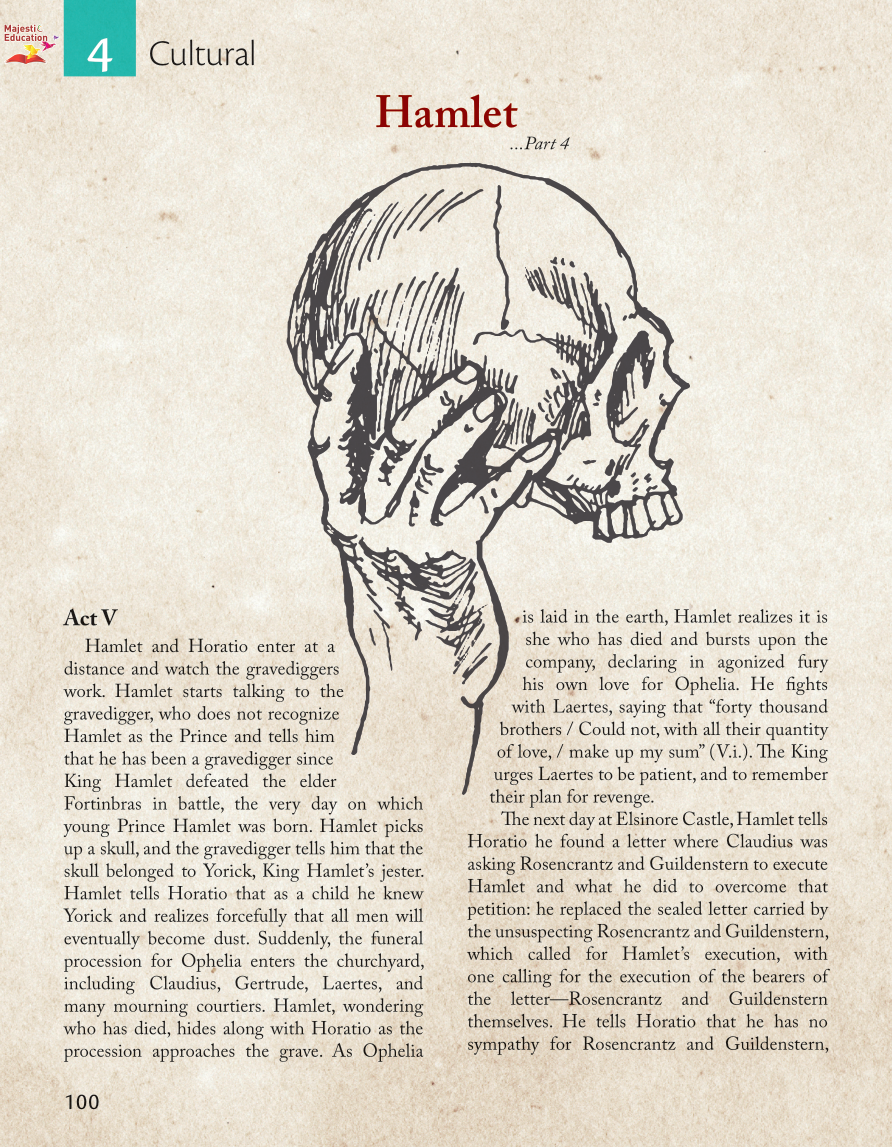 Majestic
Education
4
Cultural
Hamlet
...Part 4
Act V
Hamlet and Horatio enter at a
distance and watch the gravediggers
work. Hamlet starts talking to the
gravedigger, who does not recognize
Hamlet as the Prince and tells him
that he has been a gravedigger since
King Hamlet defeated the elder
Fortinbras in battle, the very day on which
young Prince Hamlet was born. Hamlet picks
up a skull, and the gravedigger tells him that the
skull belonged to Yorick, King Hamlet’s jester.
Hamlet tells Horatio that as a child he knew
Yorick and realizes forcefully that all men will
eventually become dust. Suddenly, the funeral
procession for Ophelia enters the churchyard,
including Claudius, Gertrude, Laertes, and
many mourning courtiers. Hamlet, wondering
who has died, hides along with Horatio as the
procession approaches the grave. As Ophelia
is laid in the earth, Hamlet realizes it is
she who has died and bursts upon the
company, declaring in agonized fury
his own love for Ophelia. He fights
with Laertes, saying that “forty thousand
brothers / Could not, with all their quantity
of love, / make up my sum” (V.i.). The King
urges Laertes to be patient, and to remember
their plan for revenge.
The next day at Elsinore Castle, Hamlet tells
Horatio he found a letter where Claudius was
asking Rosencrantz and Guildenstern to execute
Hamlet and what he did to overcome that
petition: he replaced the sealed letter carried by
the unsuspecting Rosencrantz and Guildenstern,
which called for Hamlet’s execution, with
one calling for the execution of the bearers of
the letter—Rosencrantz and Guildenstern
themselves. He tells Horatio that he has no
sympathy for Rosencrantz and Guildenstern,
100